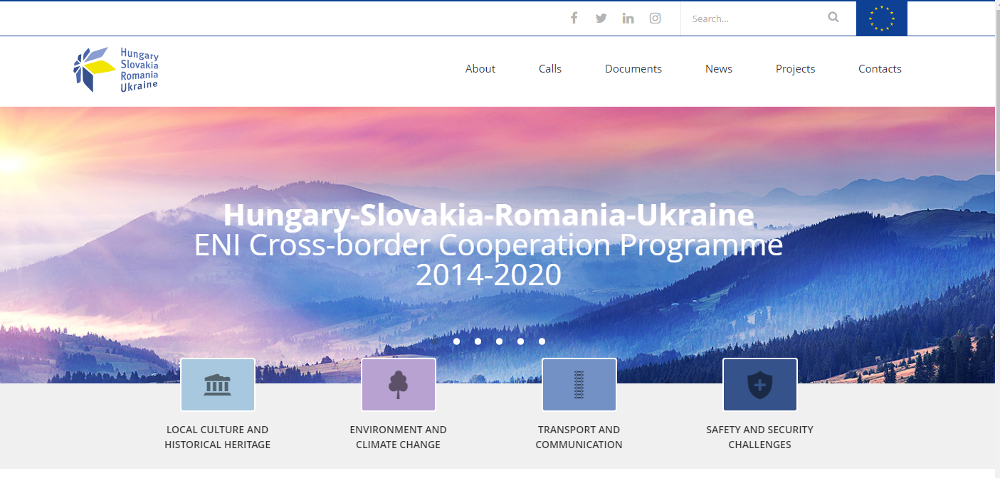 Search...
Hungary
Slovakia
Romania
Ukraine
About Calls Documents News Projects Contacts
Hungary-Slovakia-Romania-Ukraine
ENI Cross-border Cooperation Programme
2014-2020
LOCAL CULTURE AND
HISTORICAL HERITAGE
ENVIRONMENT AND
CLIMATE CHANGE
TRANSPORT AND
COMMUNICATION
SAFETY AND SECURITY
CHALLENGES